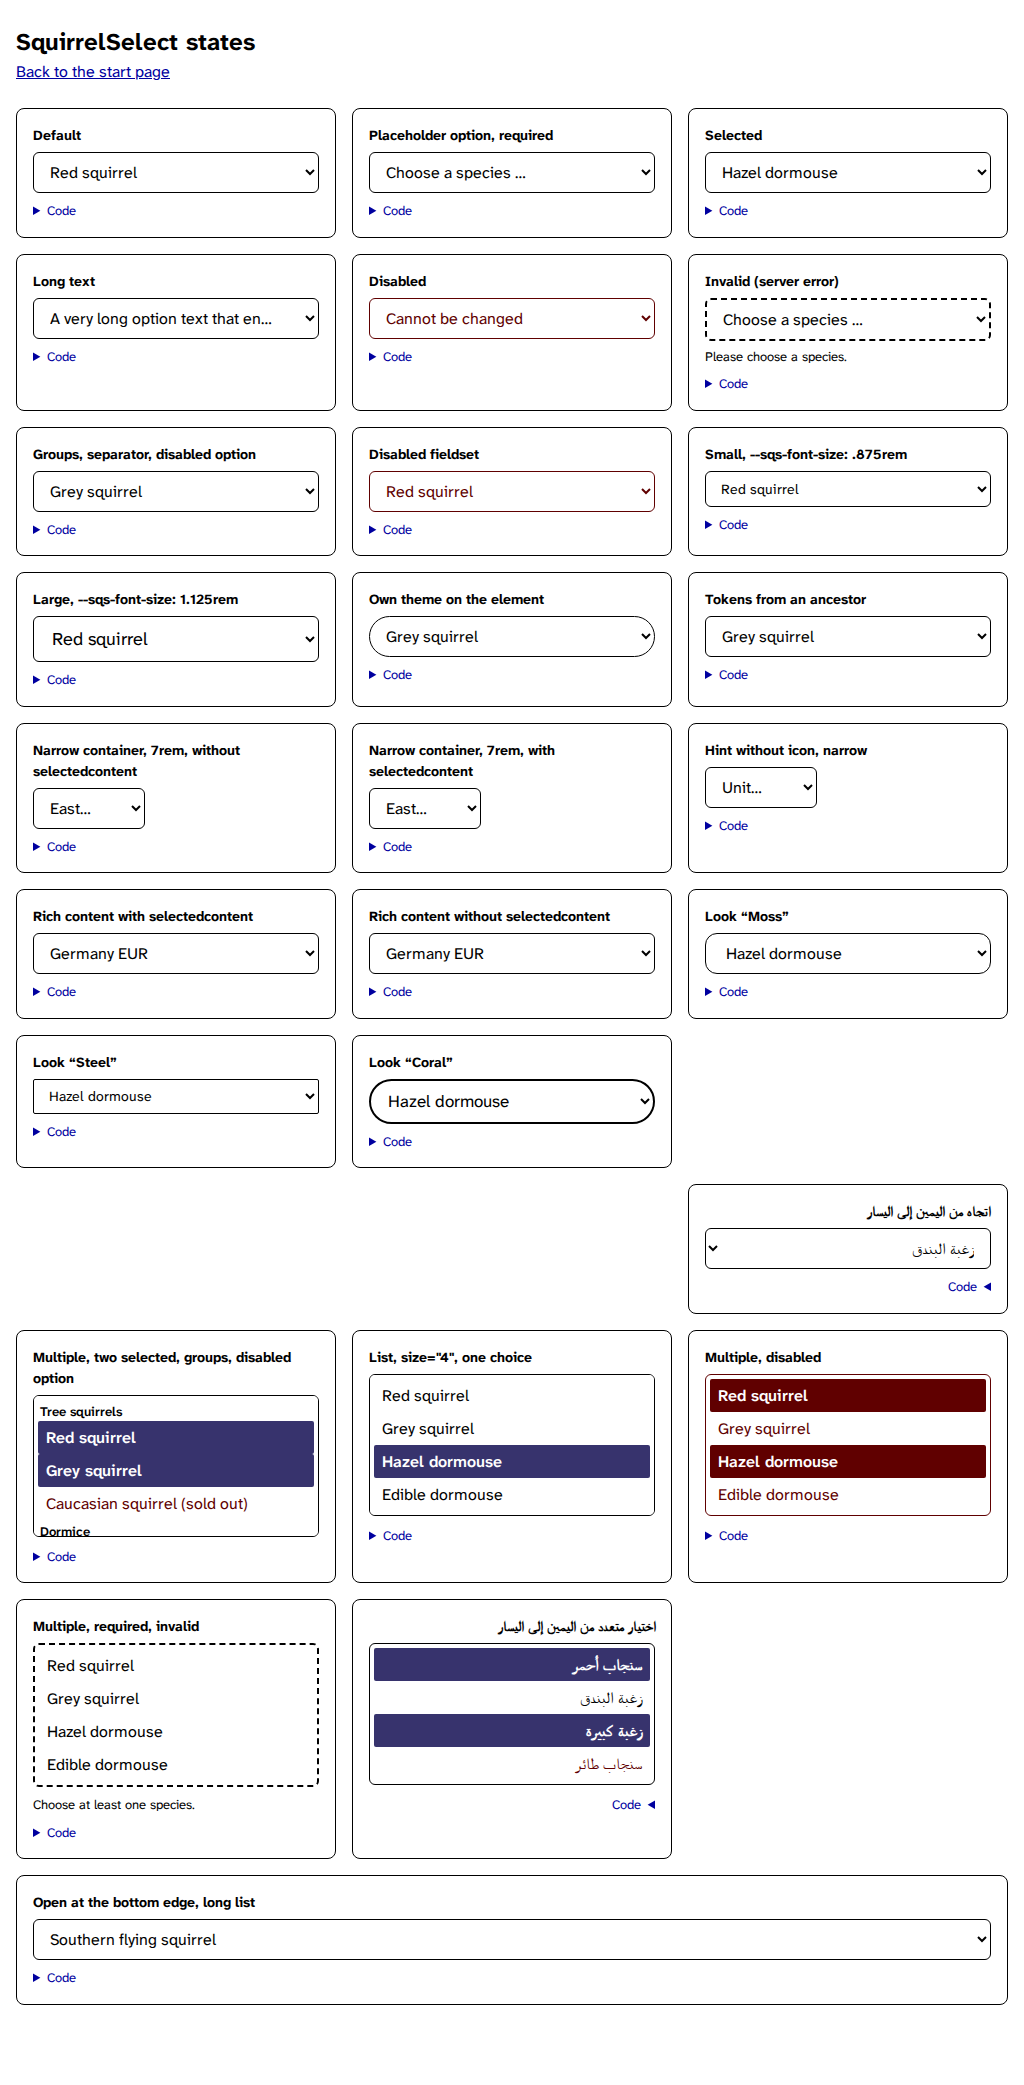 SquirrelSelect states
Back to the start page
Default
Red squirrel
Code
Placeholder option, required
Choose a species ...
Code
Selected
Hazel dormouse
Code
Long text
A very long option text that en...
Code
Disabled
Cannot be changed
Code
Invalid (server error)
Choose a species ...
Please choose a species.
Code
Groups, separator, disabled option
Grey squirrel
Code
Disabled fieldset
Red squirrel
Code
Small, --sqs-font-size: .875rem
Red squirrel
Code
Large, --sqs-font-size: 1.125rem
Red squirrel
Code
Own theme on the element
Grey squirrel
Code
Tokens from an ancestor
Grey squirrel
Code
Narrow container, 7rem, without
selectedcontent
East...
Code
Narrow container, 7rem, with
selectedcontent
East...
Code
Hint without icon, narrow
Unit...
Code
Rich content with selectedcontent
Germany EUR
Code
Rich content without selectedcontent
Germany EUR
Code
Look “Moss”
Hazel dormouse
Code
Look “Steel”
Hazel dormouse
Code
Look “Coral”
Hazel dormouse
Code
اتجاه من اليمين إلى اليسار
زغبة البندق
Code
Multiple, two selected, groups, disabled
option
Tree squirrels
Red squirrel
Grey squirrel
Caucasian squirrel (sold out)
Dormice
Code
List, size="4", one choice
Red squirrel
Grey squirrel
Hazel dormouse
Edible dormouse
Code
Multiple, disabled
Red squirrel
Grey squirrel
Hazel dormouse
Edible dormouse
Code
Multiple, required, invalid
Red squirrel
Grey squirrel
Hazel dormouse
Edible dormouse
Choose at least one species.
Code
اختيار متعدد من اليمين إلى اليسار
سنجاب أحمر
زغبة البندق
زغبة كبيرة
سنجاب طائر
Code
Open at the bottom edge, long list
Southern flying squirrel
Code